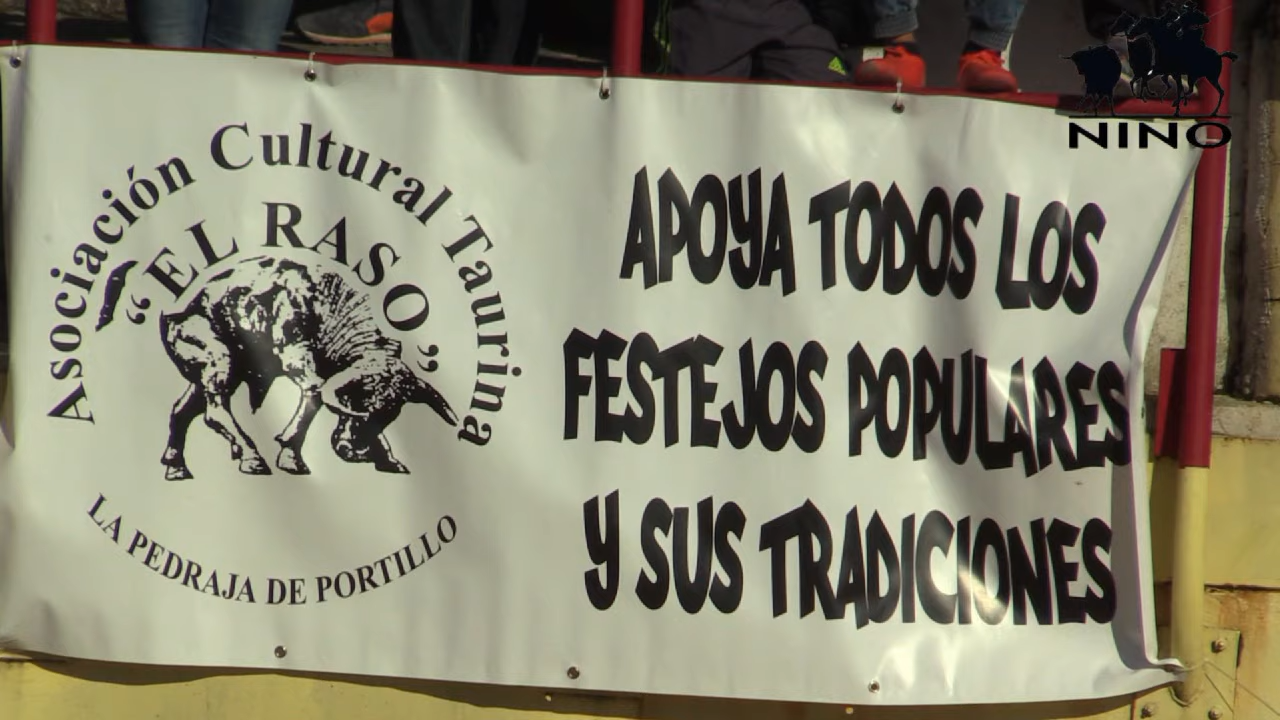 NINO
Asociación Cultural Taurina
“EL RASO”
LA PEDRAJA DE PORTILLO
APOYA TODOS LOS
FESTEJOS POPULARES
Y SUS TRADICIONES